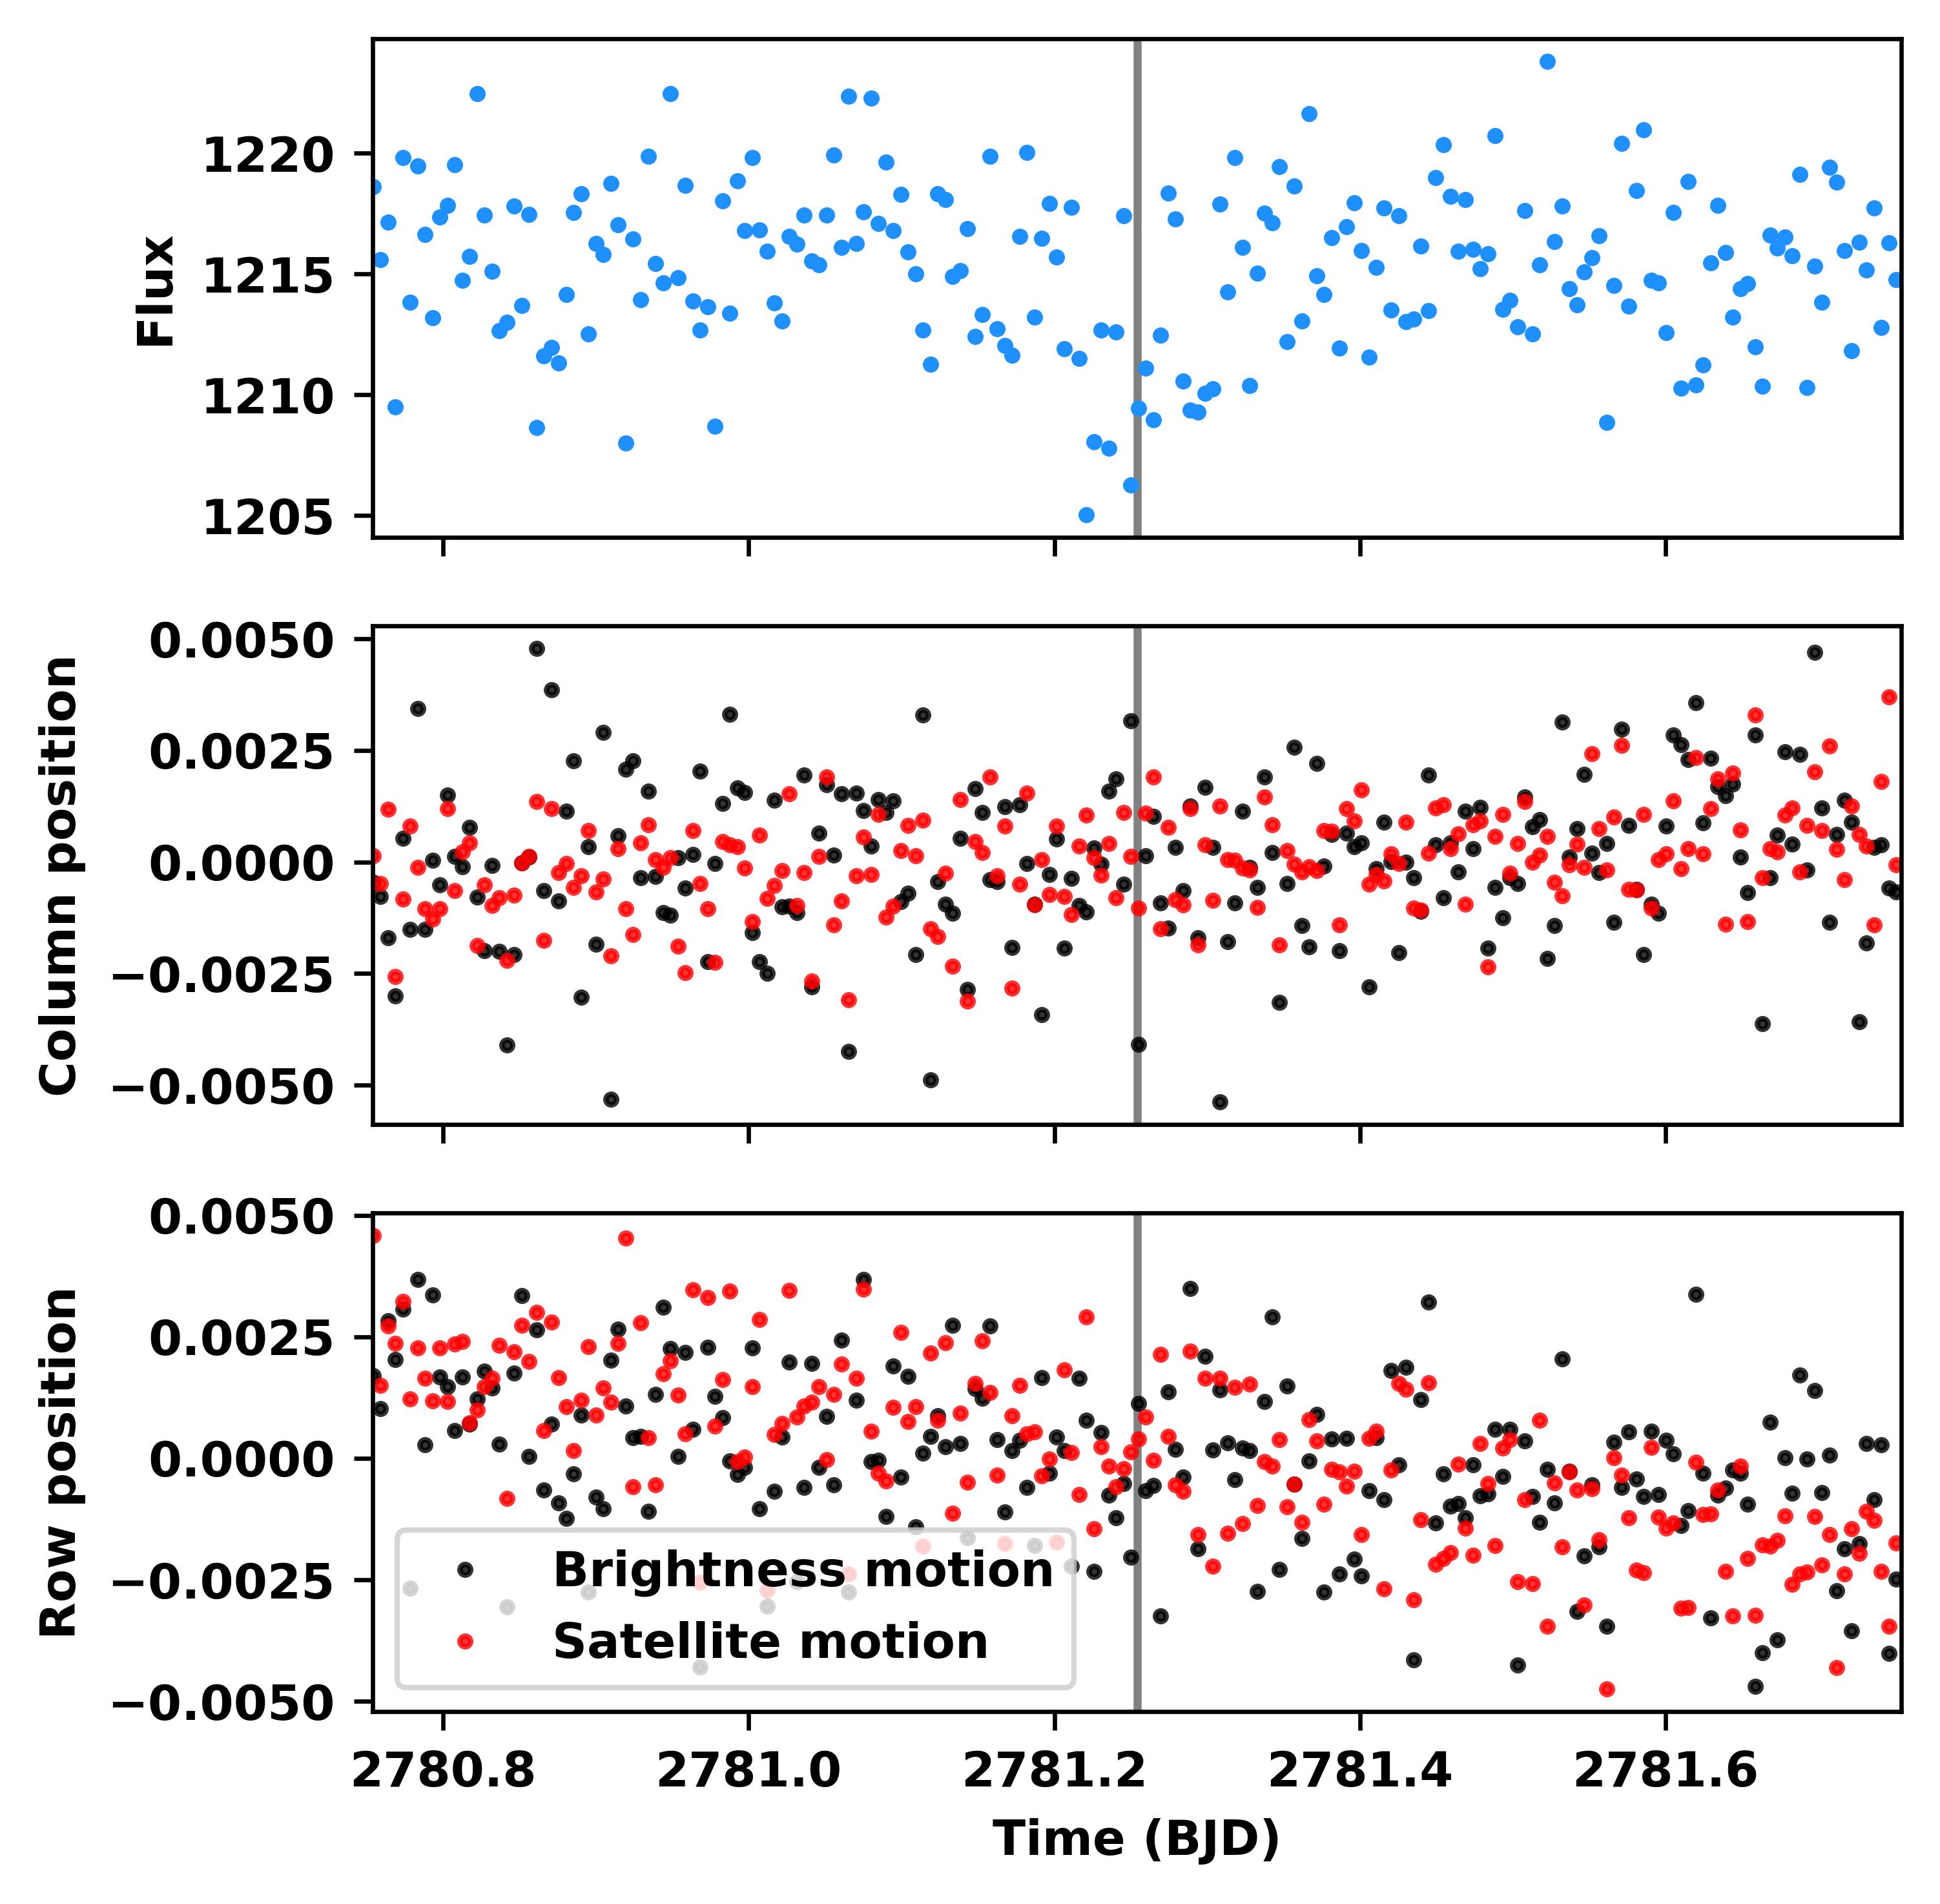 Flux
1220
1215
1210
1205
Column position
0.0050
0.0025
0.0000
−0.0025
−0.0050
Row position
0.0050
0.0025
0.0000
−0.0025
−0.0050
Brightness motion
Satellite motion
2780.8 2781.0 2781.2 2781.4 2781.6
Time (BJD)